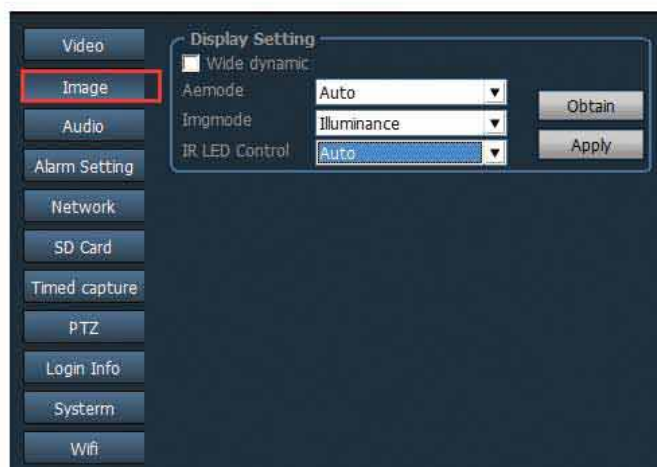 Video
Image
Audio
Alarm Setting
Network
SD Card
Timed capture
PTZ
Login Info
Systerm
Wifi
Display Setting
Wide dynamic
Aemode Auto
Imgmode Illuminance
IR LED Control Auto
Obtain
Apply